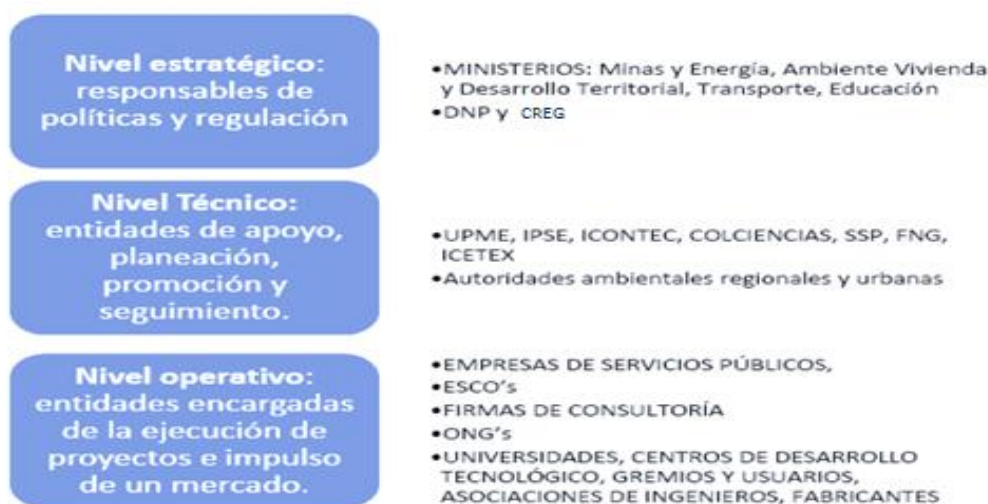 Nivel estratégico:
responsables de
políticas y regulación
•MINISTERIOS: Minas y Energía, Ambiente Vivienda
y Desarrollo Territorial, Transporte, Educación
•DNP y CREG
Nivel Técnico:
entidades de apoyo,
planeación,
promoción y
seguimiento.
•UPME, IPSE, ICONTEC, COLCIENCIAS, SSP, FNG,
ICETEX
•Autoridades ambientales regionales y urbanas
Nivel operativo:
entidades encargadas
de la ejecución de
proyectos e impulso
de un mercado.
•EMPRESAS DE SERVICIOS PÚBLICOS,
•ESCO’s
•FIRMAS DE CONSULTORÍA
•ONG’s
•UNIVERSIDADES, CENTROS DE DESARROLLO
TECNOLÓGICO, GREMIOS Y USUARIOS,
ASOCIACIONES DE INGENIEROS, FABRICANTES